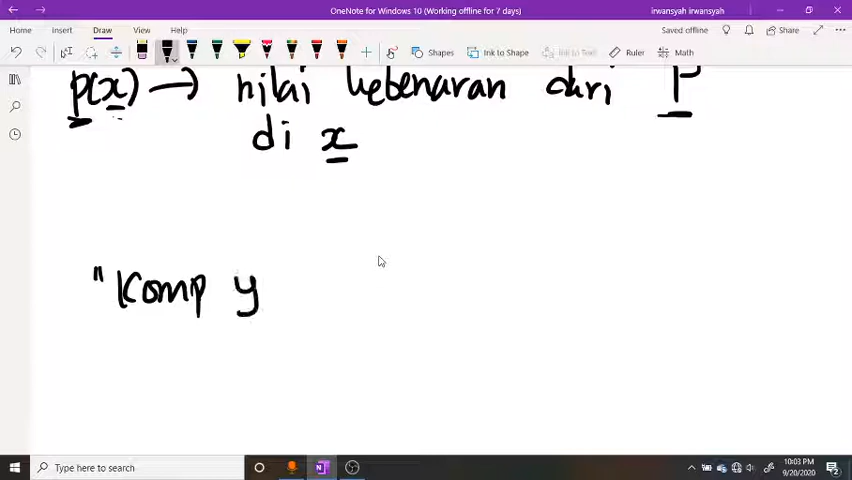 OneNote for Windows 10 (Working offline for 7 days)
irwansyah irwansyah
Home Insert Draw View Help
Saved offline Share
Shapes Ink to Shape Ink to Text Ruler Math
p(x) → nilai kebenaran dari P
di x
"Komp y
Type here to search
10:03 PM
9/20/2020
2